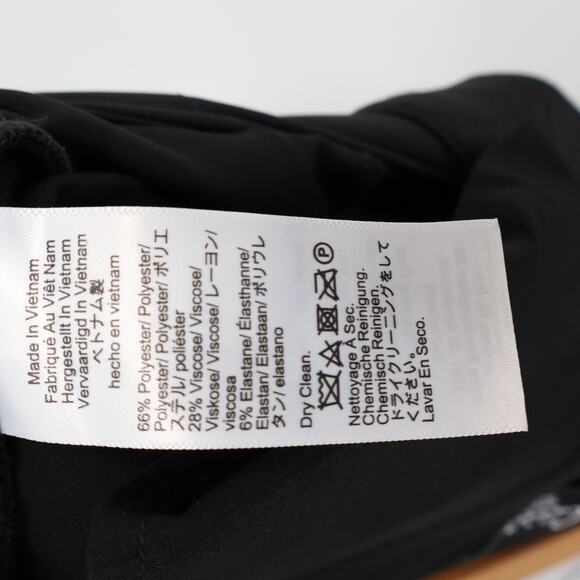 Made In Vietnam
Fabriqué Au Viêt Nam
Hergestellt In Vietnam
Vervaardigd In Vietnam
ベトナム製
hecho en vietnam
66% Polyester/ Polyester/
Polyester/ Polyester/ ポリエ
ステル/ poliéster
28% Viscose/ Viscose/
Viskose/ Viscose/ レーヨン/
viscosa
6% Elastane/ Élasthanne/
Elastan/ Elastaan/ ポリウレ
タン/ elastano
Dry Clean.
P
Nettoyage À Sec.
Chemische Reinigung.
Chemisch Reinigen.
ドライクリーニングをして
ください。
Lavar En Seco.